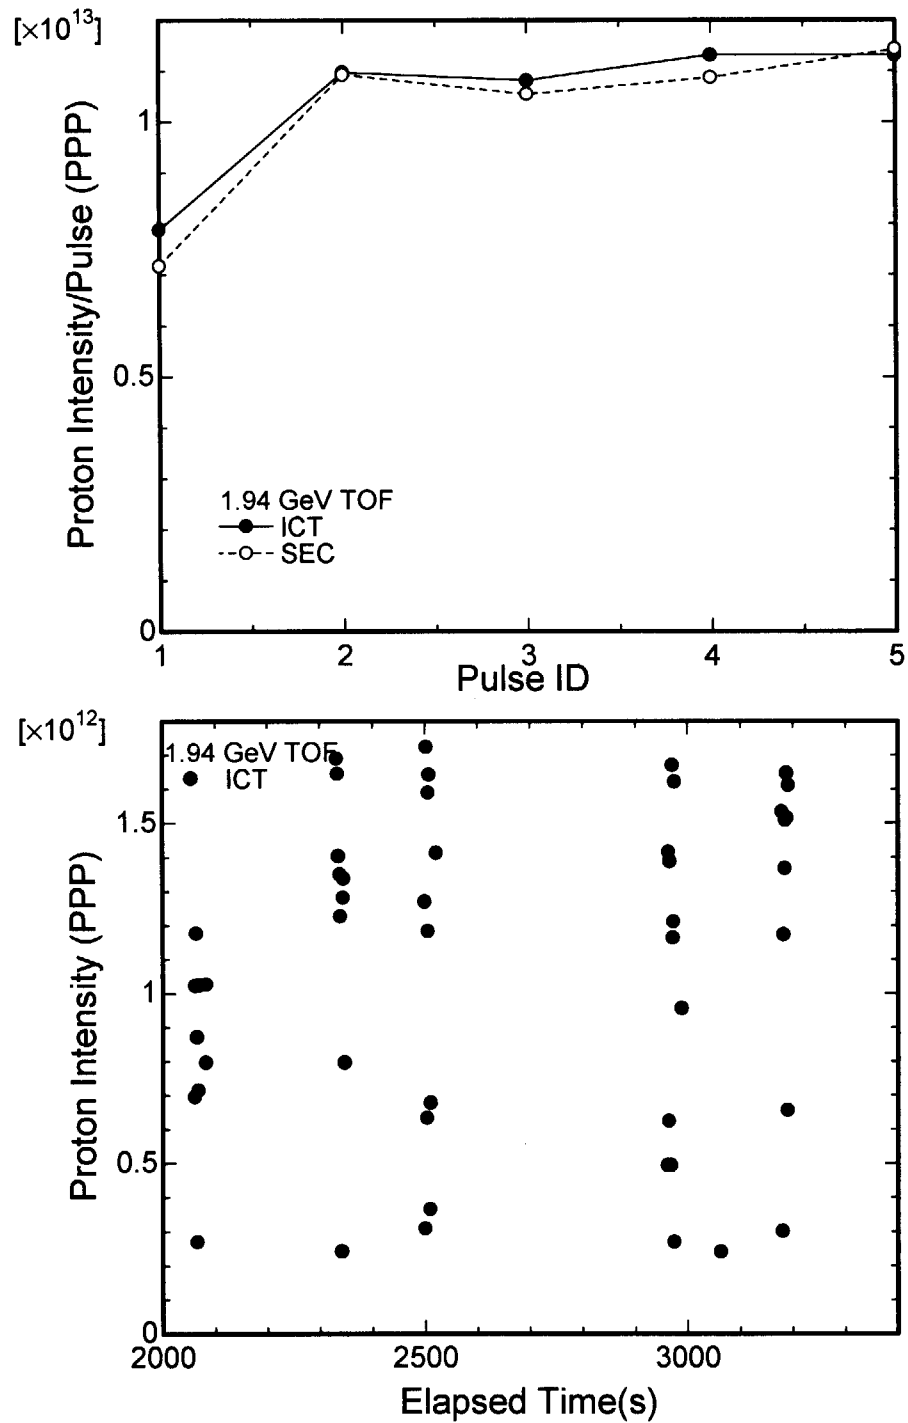 [×10¹³]
Proton Intensity/Pulse (PPP)
1
0.5
0
1.94 GeV TOF
ICT
SEC
1 2 3 4 5
Pulse ID
[×10¹²]
Proton Intensity (PPP)
1.94 GeV TOF
ICT
1.5
1
0.5
0
2000 2500 3000
Elapsed Time(s)